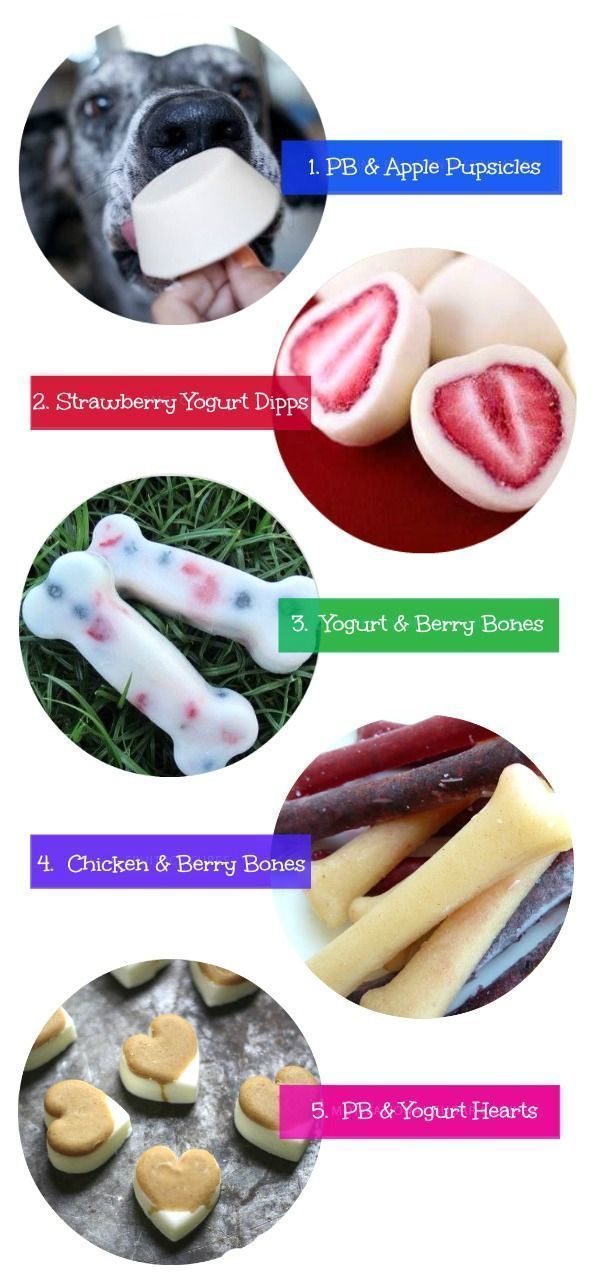 1. PB & Apple Pupsicles
2. Strawberry Yogurt Dipps
3. Yogurt & Berry Bones
4. Chicken & Berry Bones
5. PB & Yogurt Hearts